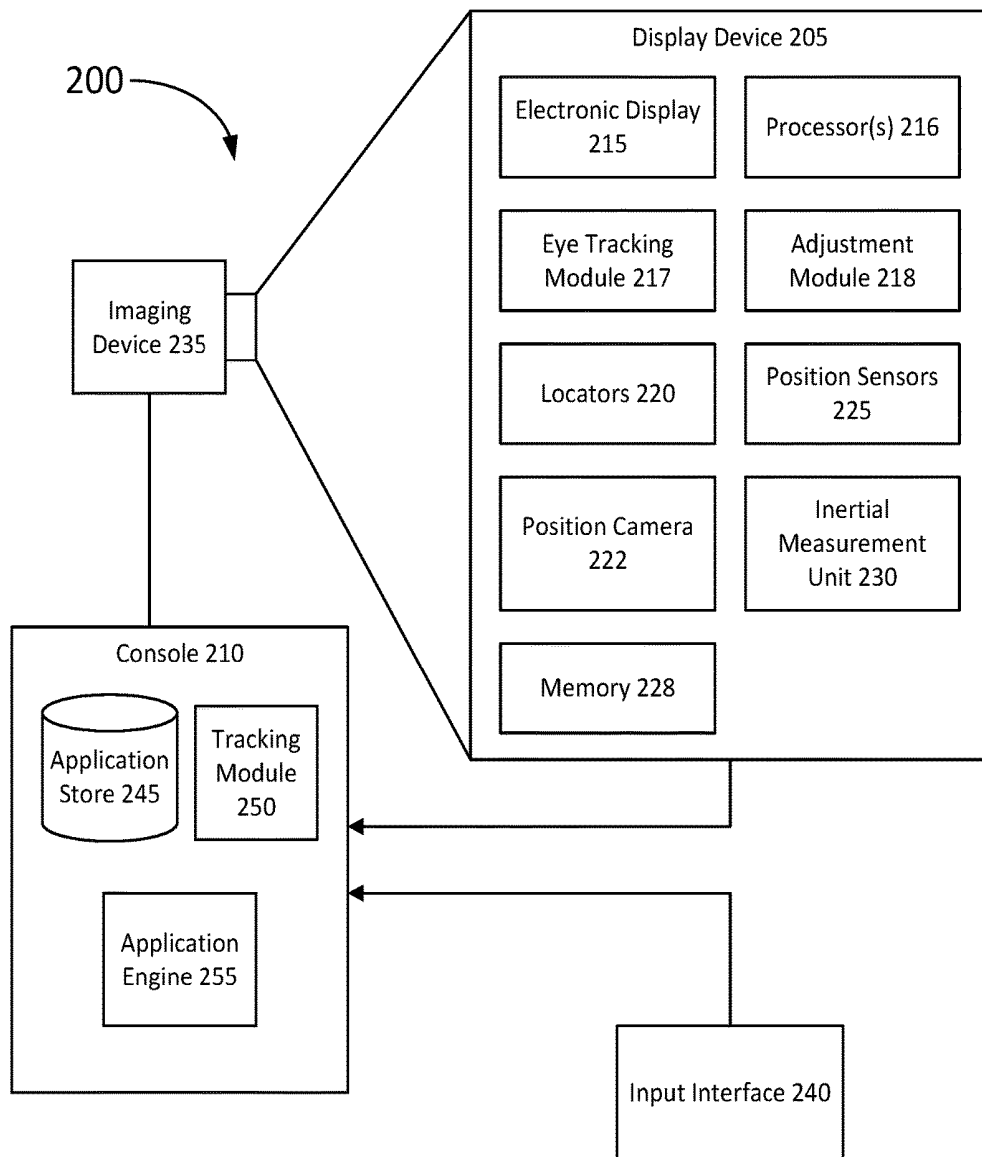 200
Display Device 205
Electronic Display
215
Processor(s) 216
Eye Tracking
Module 217
Adjustment
Module 218
Imaging
Device 235
Locators 220
Position Sensors
225
Position Camera
222
Inertial
Measurement
Unit 230
Memory 228
Console 210
Application
Store 245
Tracking
Module
250
Application
Engine 255
Input Interface 240